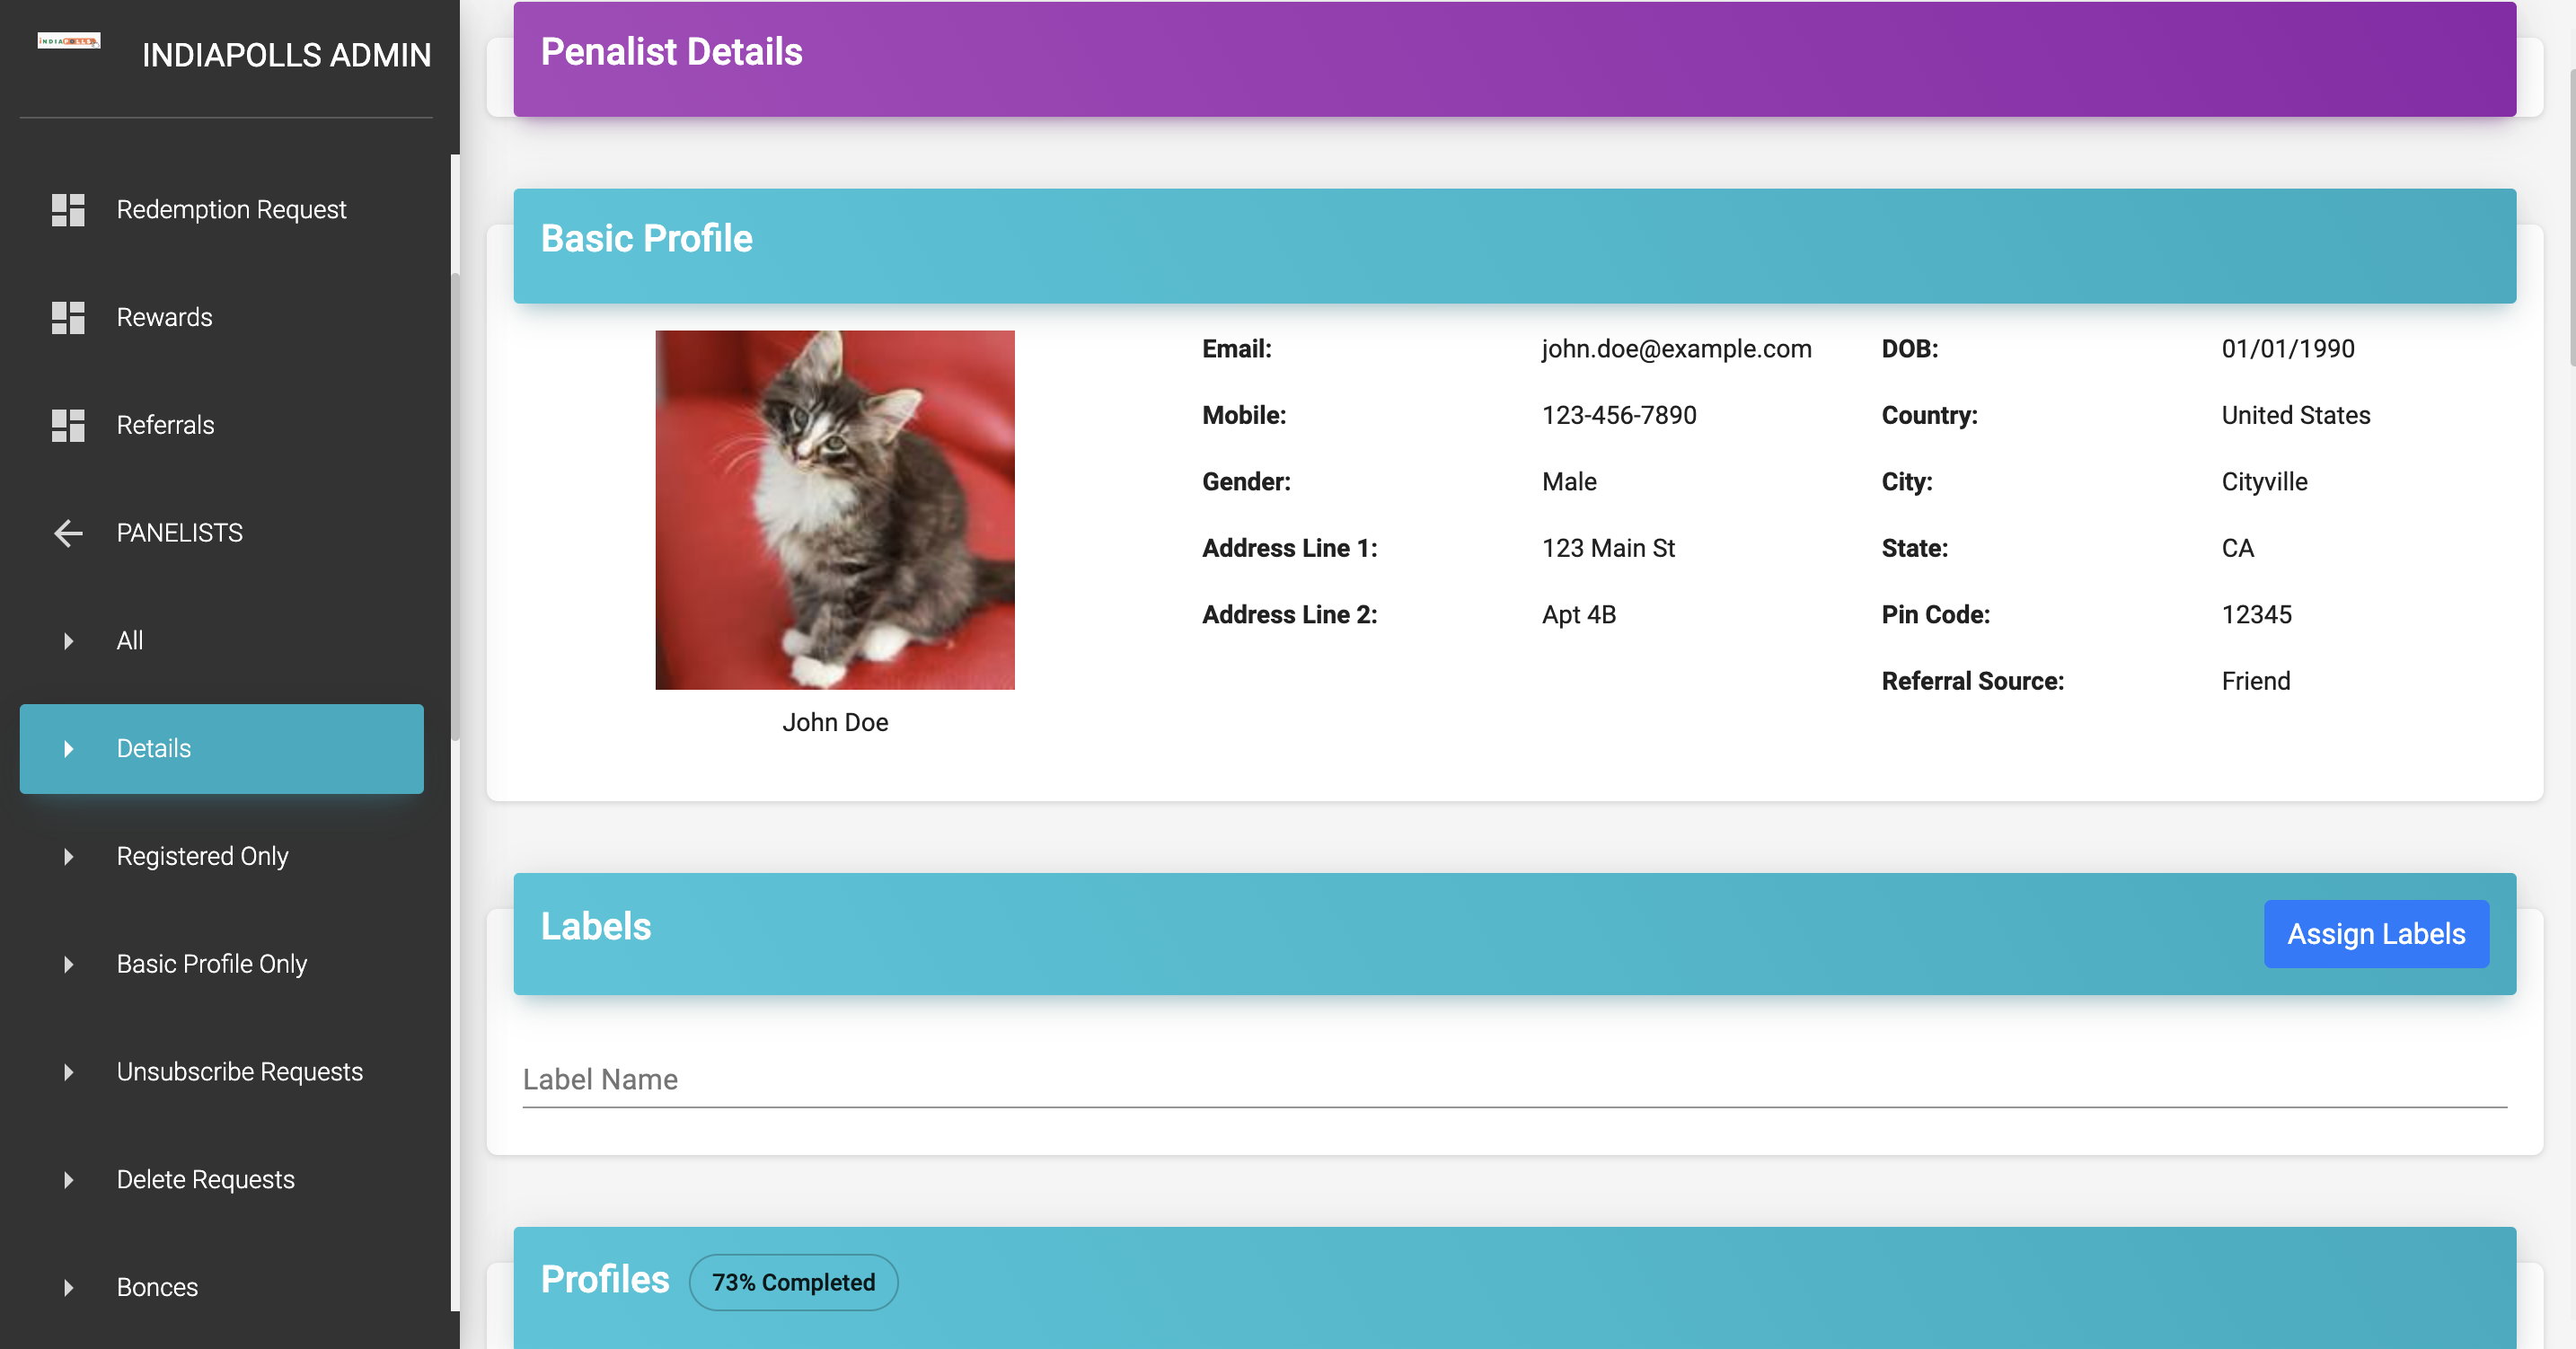 INDIAPOLLS
INDIAPOLLS ADMIN
Redemption Request
Rewards
Referrals
PANELISTS
All
Details
Registered Only
Basic Profile Only
Unsubscribe Requests
Delete Requests
Bonces
Penalist Details
Basic Profile
John Doe
Email: john.doe@example.com
Mobile: 123-456-7890
Gender: Male
Address Line 1: 123 Main St
Address Line 2: Apt 4B
DOB: 01/01/1990
Country: United States
City: Cityville
State: CA
Pin Code: 12345
Referral Source: Friend
Labels
Assign Labels
Label Name
Profiles 73% Completed